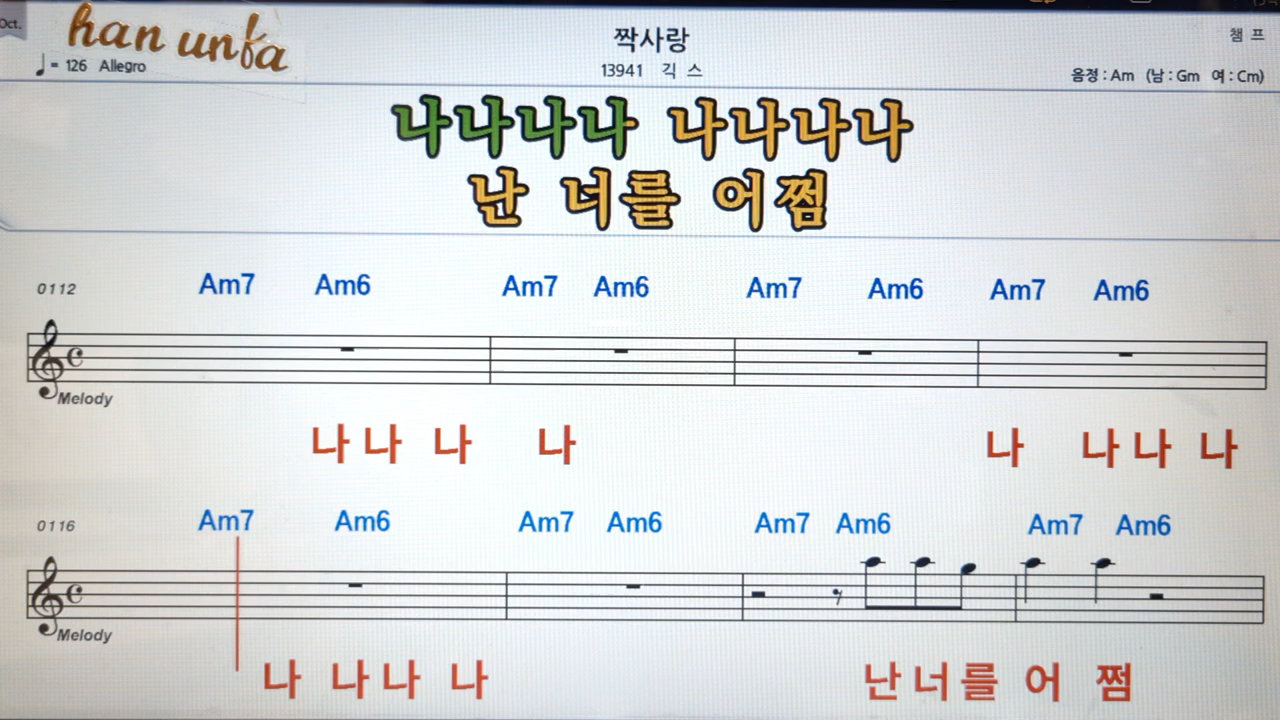 Oct.
han unfa
짝사랑
챔 프
♩= 126 Allegro
13941 긱 스
음정 : Am (남 : Gm 여 : Cm)
나나나나 나나나나
난 너를 어쩜
0112 Am7 Am6 Am7 Am6 Am7 Am6 Am7 Am6
Melody
나 나 나 나 나 나 나 나
0116 Am7 Am6 Am7 Am6 Am7 Am6 Am7 Am6
Melody
나 나 나 나 난 너 를 어 쩜